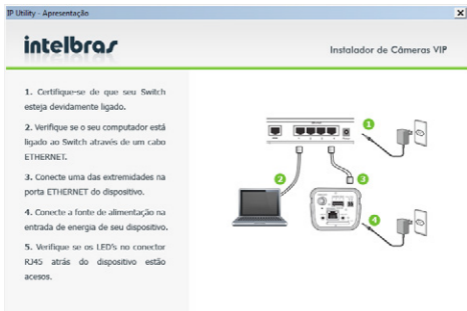 IP Utility - Apresentação
intelbras
Instalador de Câmeras VIP
1. Certifique-se de que seu Switch
esteja devidamente ligado.
2. Verifique se o seu computador está
ligado ao Switch através de um cabo
ETHERNET.
3. Conecte uma das extremidades na
porta ETHERNET do dispositivo.
4. Conecte a fonte de alimentação na
entrada de energia de seu dispositivo.
5. Verifique se os LED's no conector
RJ45 atrás do dispositivo estão
acesos.
1
2
3
4